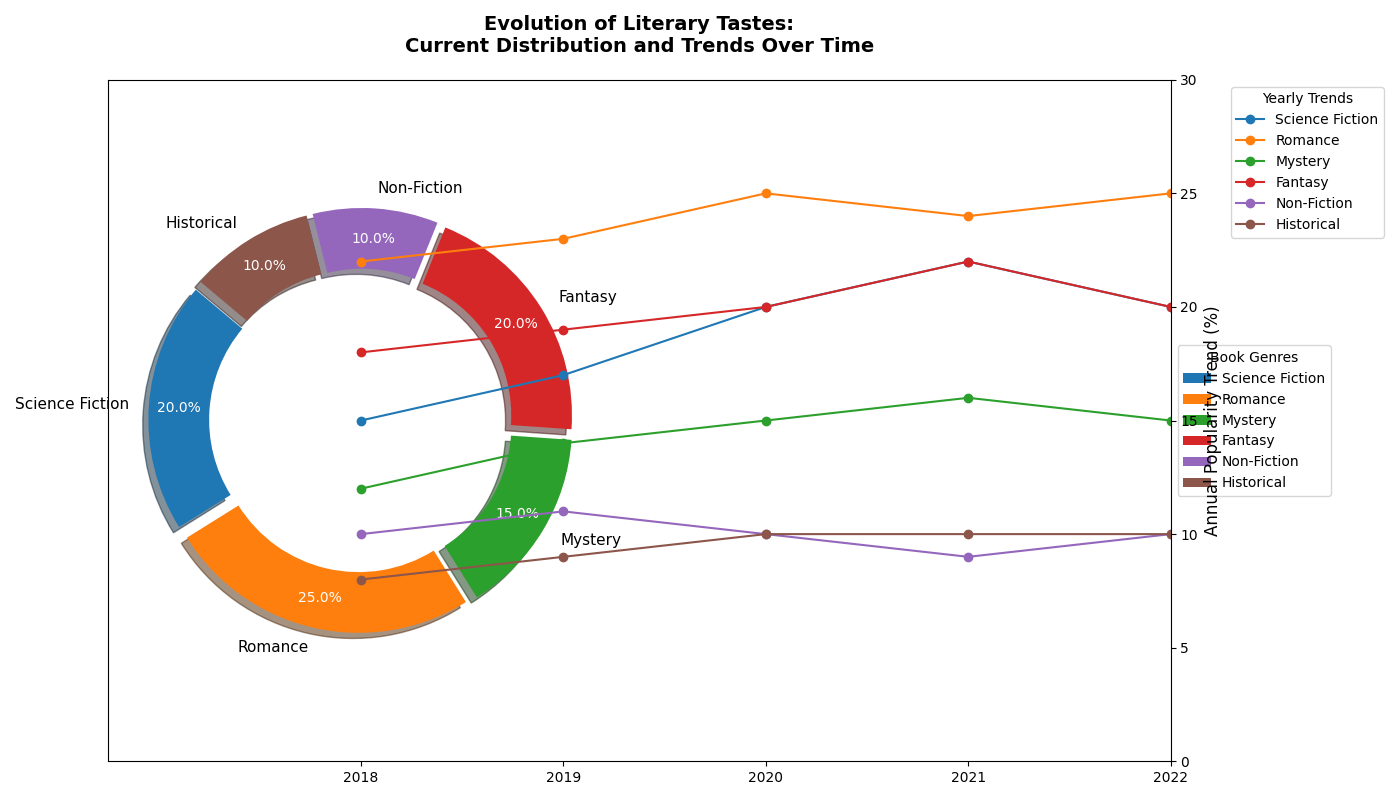 Evolution of Literary Tastes:
Current Distribution and Trends Over Time
Yearly Trends
Science Fiction
Romance
Mystery
Fantasy
Non-Fiction
Historical
Non-Fiction
Historical
Fantasy
Science Fiction
Mystery
Romance
10.0%
10.0%
20.0%
20.0%
15.0%
25.0%
30
25
20
15
10
5
0
Annual Popularity Trend (%)
Book Genres
Science Fiction
Romance
Mystery
Fantasy
Non-Fiction
Historical
2018
2019
2020
2021
2022